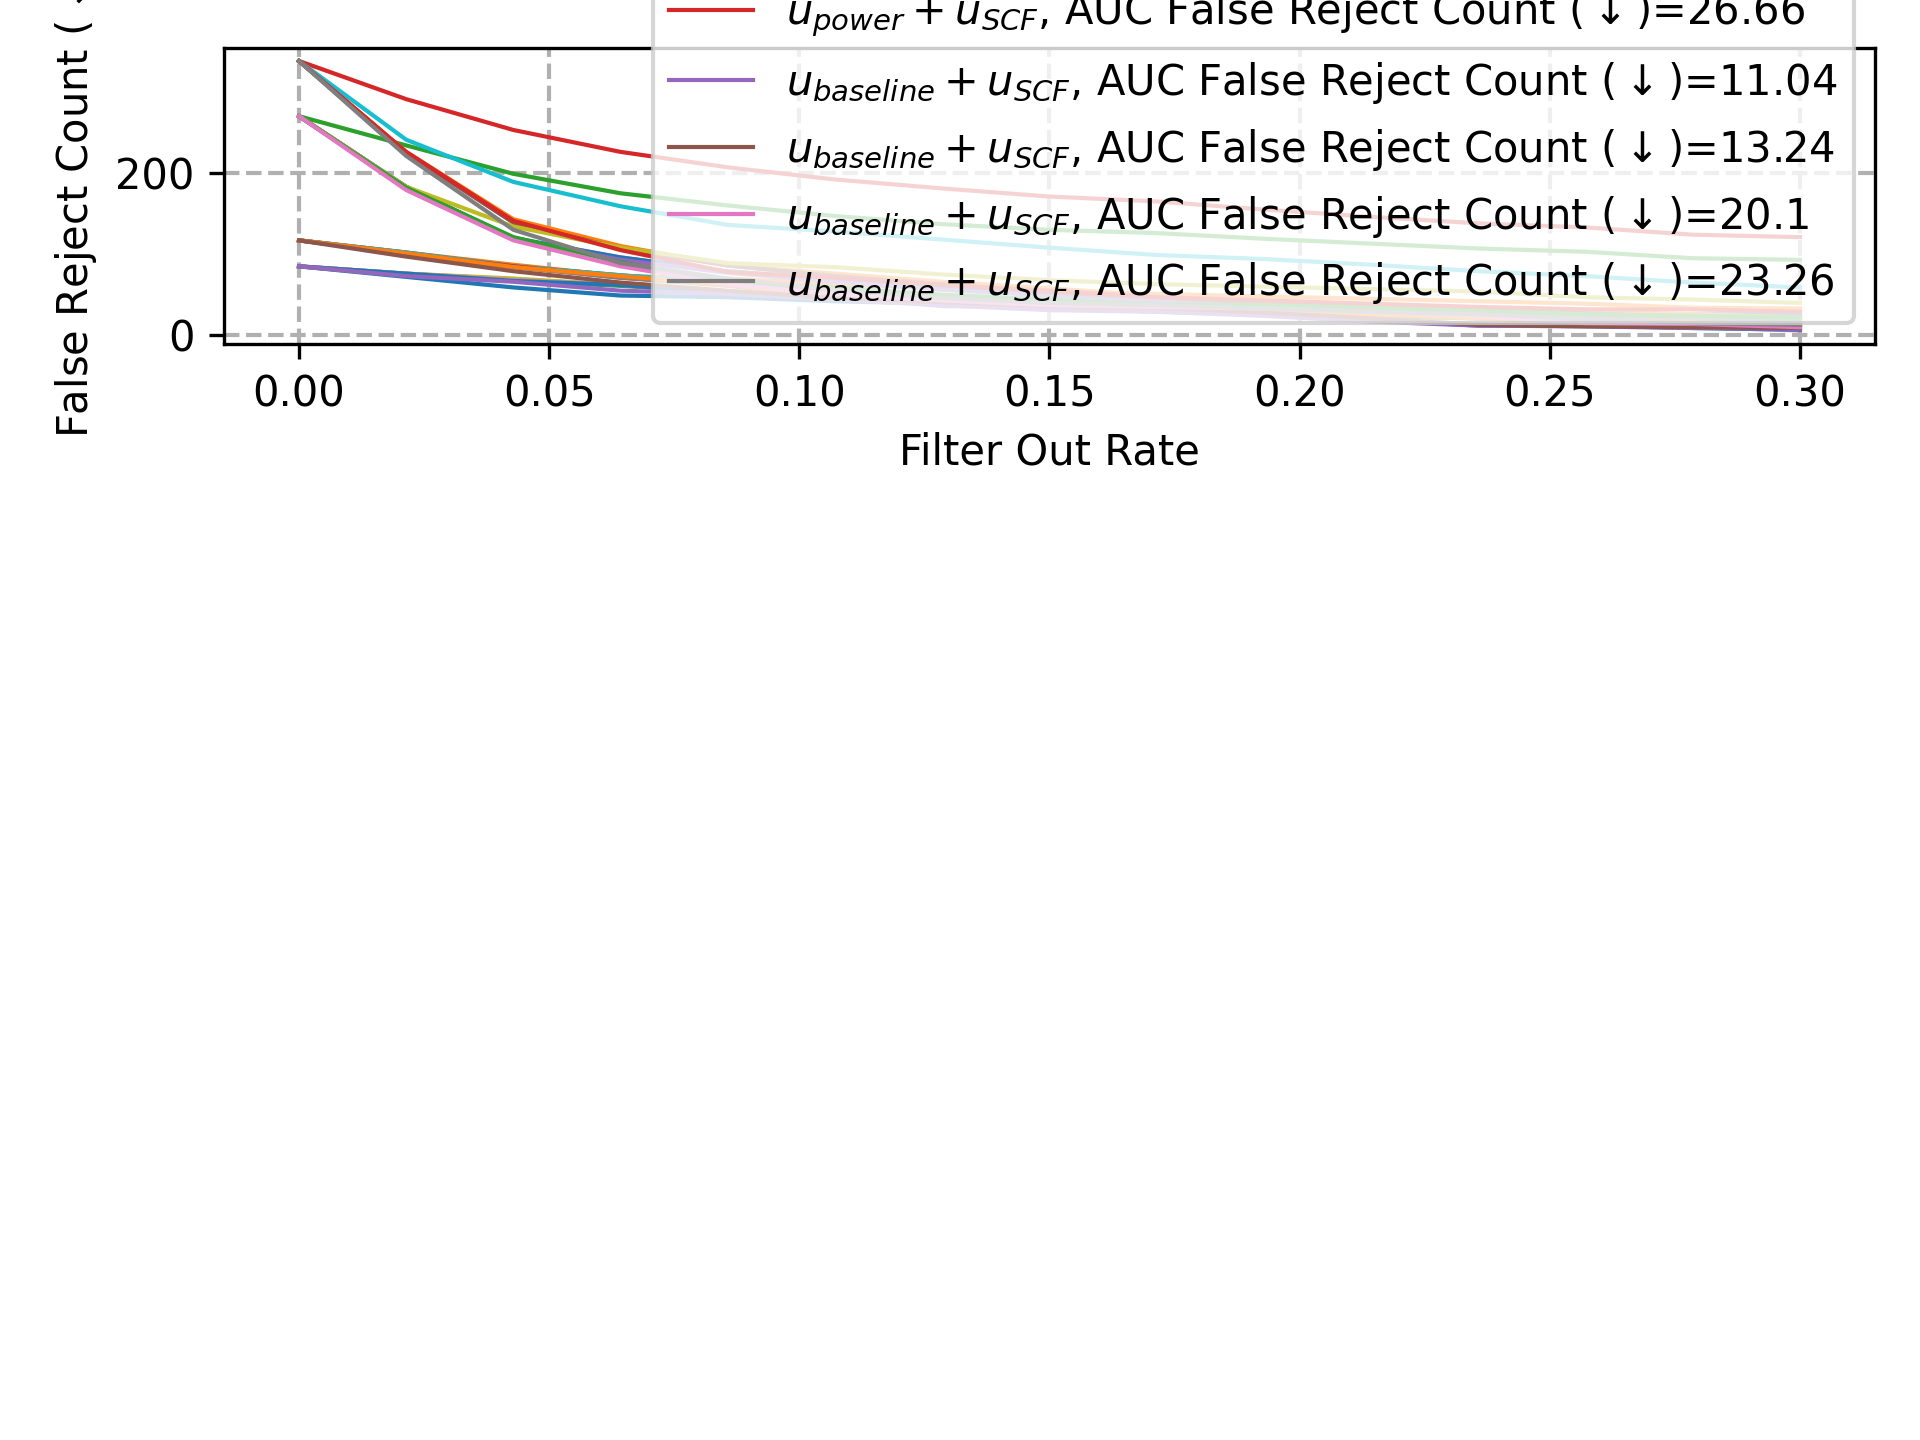 u_power + u_SCF, AUC False Reject Count (↓)=26.66
u_baseline + u_SCF, AUC False Reject Count (↓)=11.04
u_baseline + u_SCF, AUC False Reject Count (↓)=13.24
u_baseline + u_SCF, AUC False Reject Count (↓)=20.1
u_baseline + u_SCF, AUC False Reject Count (↓)=23.26
False Reject Count (
200
0
0.00 0.05 0.10 0.15 0.20 0.25 0.30
Filter Out Rate